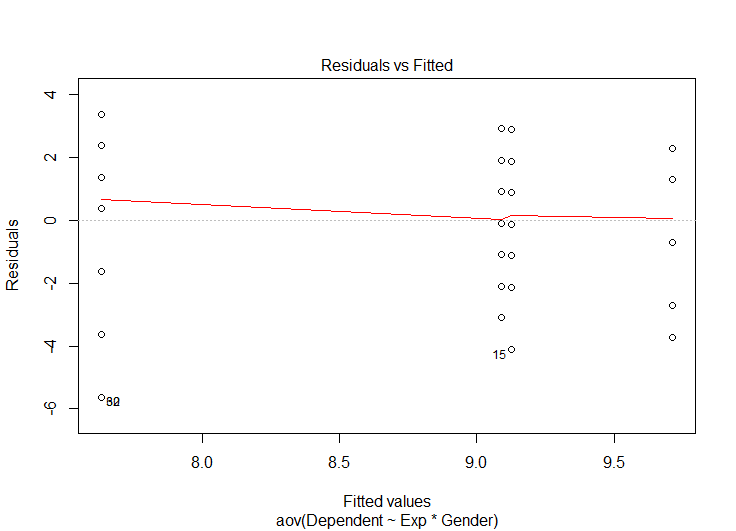 Residuals vs Fitted
4
2
0
-2
-4
-6
Residuals
15
8.0 8.5 9.0 9.5
Fitted values
aov(Dependent ~ Exp * Gender)